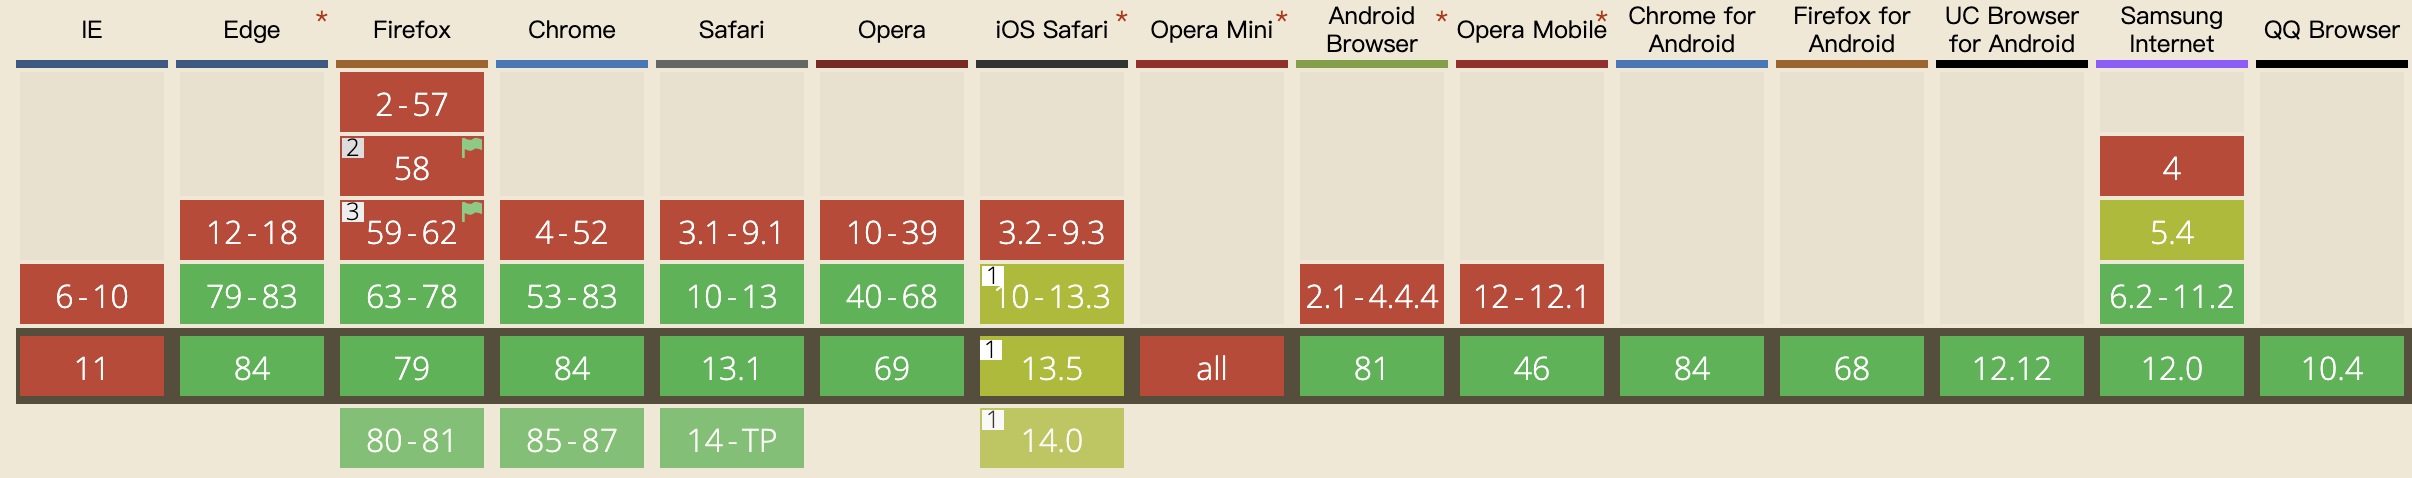 IE
Edge *
Firefox
Chrome
Safari
Opera
iOS Safari *
Opera Mini *
Android
Browser *
Opera Mobile *
Chrome for
Android
Firefox for
Android
UC Browser
for Android
Samsung
Internet
QQ Browser
2-57
2 58 4
12-18 3 59-62 4-52 3.1-9.1 10-39 3.2-9.3 5.4
6-10 79-83 63-78 53-83 10-13 40-68 1 10-13.3 2.1-4.4.4 12-12.1 6.2-11.2
11 84 79 84 13.1 69 1 13.5 all 81 46 84 68 12.12 12.0 10.4
80-81 85-87 14-TP 1 14.0